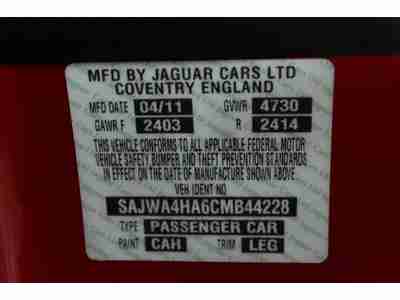 MFD BY JAGUAR CARS LTD
COVENTRY ENGLAND
MFD DATE 04/11 GVWR 4730
GAWR F 2403 R 2414
THIS VEHICLE CONFORMS TO ALL APPLICABLE FEDERAL MOTOR
VEHICLE SAFETY,BUMPER AND THEFT PREVENTION STANDARDS
IN EFFECT ON THE DATE OF MANUFACTURE SHOWN ABOVE
VEH IDENT NO
SAJWA4HA6CMB44228
TYPE PASSENGER CAR
PAINT CAH TRIM LEG